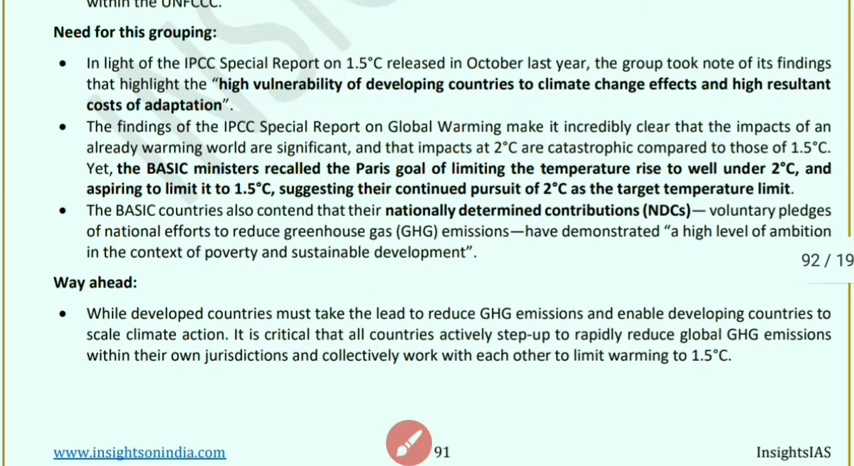 within the UNFCCC.
Need for this grouping:
• In light of the IPCC Special Report on 1.5°C released in October last year, the group took note of its findings
that highlight the “high vulnerability of developing countries to climate change effects and high resultant
costs of adaptation”.
• The findings of the IPCC Special Report on Global Warming make it incredibly clear that the impacts of an
already warming world are significant, and that impacts at 2°C are catastrophic compared to those of 1.5°C.
Yet, the BASIC ministers recalled the Paris goal of limiting the temperature rise to well under 2°C, and
aspiring to limit it to 1.5°C, suggesting their continued pursuit of 2°C as the target temperature limit.
• The BASIC countries also contend that their nationally determined contributions (NDCs)— voluntary pledges
of national efforts to reduce greenhouse gas (GHG) emissions—have demonstrated “a high level of ambition
in the context of poverty and sustainable development”.
92 / 19
Way ahead:
• While developed countries must take the lead to reduce GHG emissions and enable developing countries to
scale climate action. It is critical that all countries actively step-up to rapidly reduce global GHG emissions
within their own jurisdictions and collectively work with each other to limit warming to 1.5°C.
www.insightsonindia.com 91 InsightsIAS